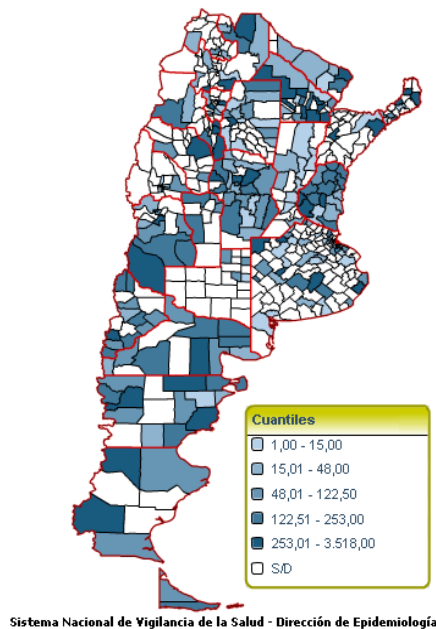 Cuantiles
1,00 - 15,00
15,01 - 48,00
48,01 - 122,50
122,51 - 253,00
253,01 - 3.518,00
S/D
Sistema Nacional de Vigilancia de la Salud - Dirección de Epidemiología